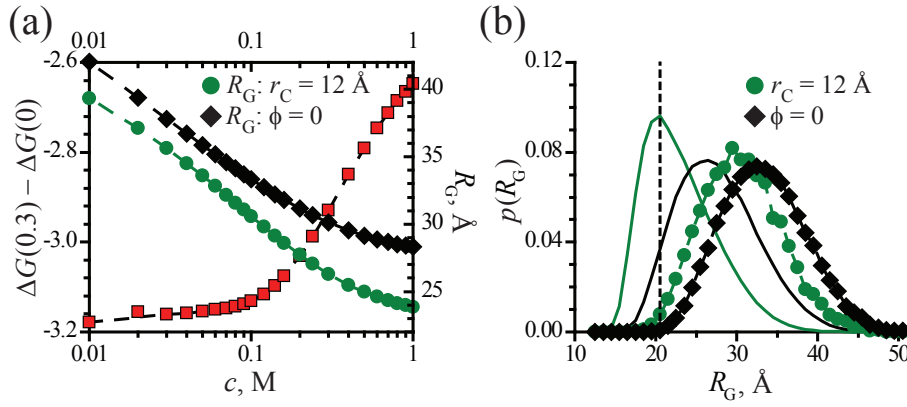 (a)
(b)
0.01 0.1 1
-2.6
-2.8
-3.0
-3.2
ΔG(0.3) − ΔG(0)
R_G: r_C = 12 Å
R_G: ϕ = 0
40
35
30
24
R_G, Å
0.01 0.1 1
c, M
0.12
0.08
0.04
0.00
p(R_G)
r_C = 12 Å
ϕ = 0
10 20 30 40 50
R_G, Å